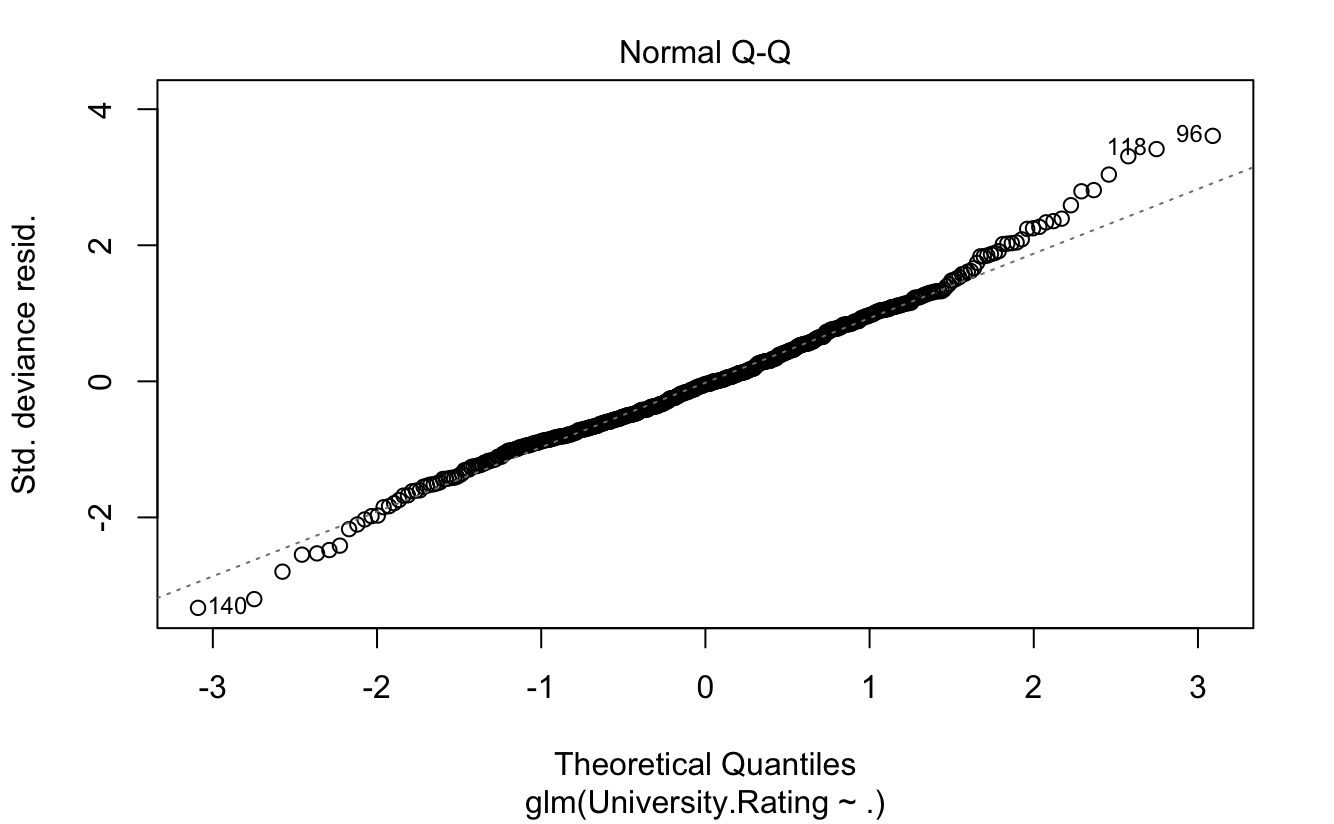 Normal Q-Q
4
2
0
-2
Std. deviance resid.
118
96
140
-3 -2 -1 0 1 2 3
Theoretical Quantiles
glm(University.Rating ~ .)